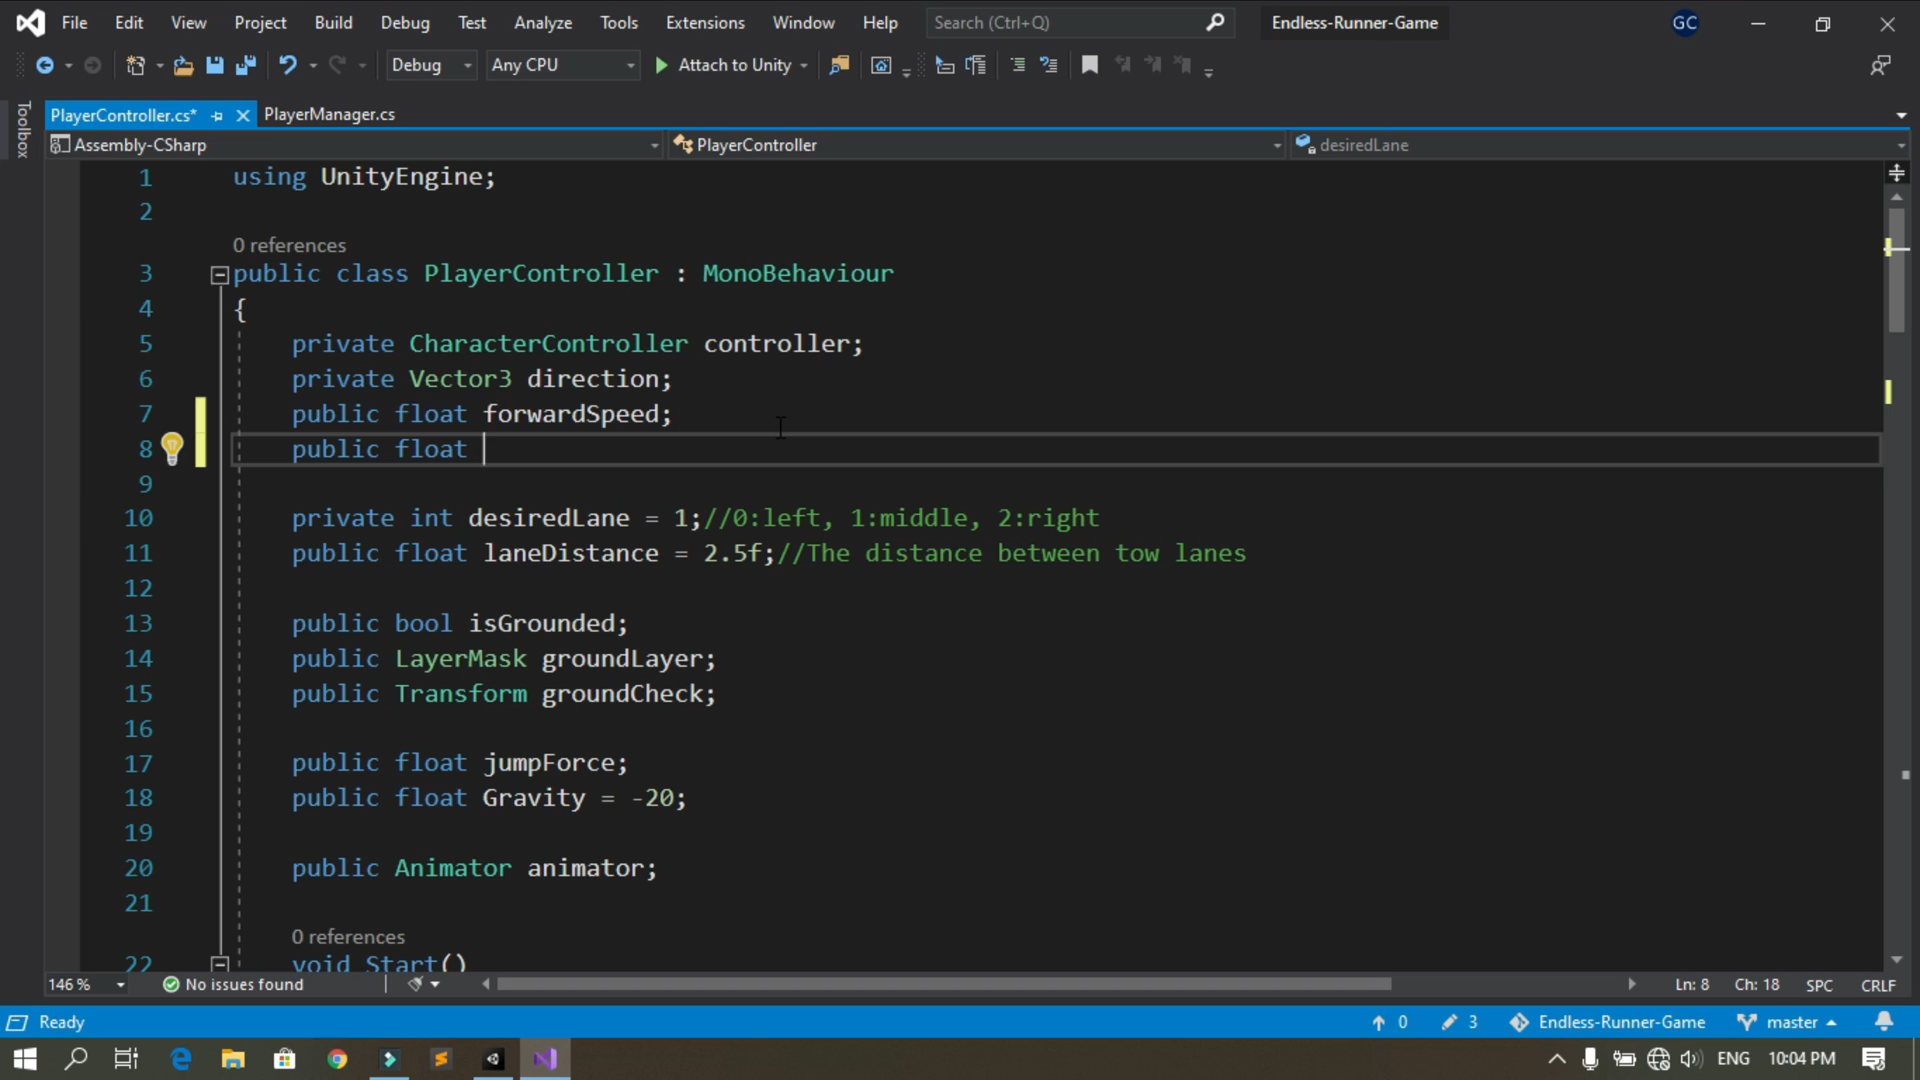 File Edit View Project Build Debug Test Analyze Tools Extensions Window Help Search (Ctrl+Q) Endless-Runner-Game GC
Debug Any CPU Attach to Unity
Toolbox
PlayerController.cs* PlayerManager.cs
Assembly-CSharp PlayerController desiredLane
1 using UnityEngine;
2
0 references
3 public class PlayerController : MonoBehaviour
4 {
5 private CharacterController controller;
6 private Vector3 direction;
7 public float forwardSpeed;
8 public float
9
10 private int desiredLane = 1;//0:left, 1:middle, 2:right
11 public float laneDistance = 2.5f;//The distance between tow lanes
12
13 public bool isGrounded;
14 public LayerMask groundLayer;
15 public Transform groundCheck;
16
17 public float jumpForce;
18 public float Gravity = -20;
19
20 public Animator animator;
21
0 references
22 void Start()
146 % No issues found Ln: 8 Ch: 18 SPC CRLF
Ready 0 3 Endless-Runner-Game master
ENG 10:04 PM